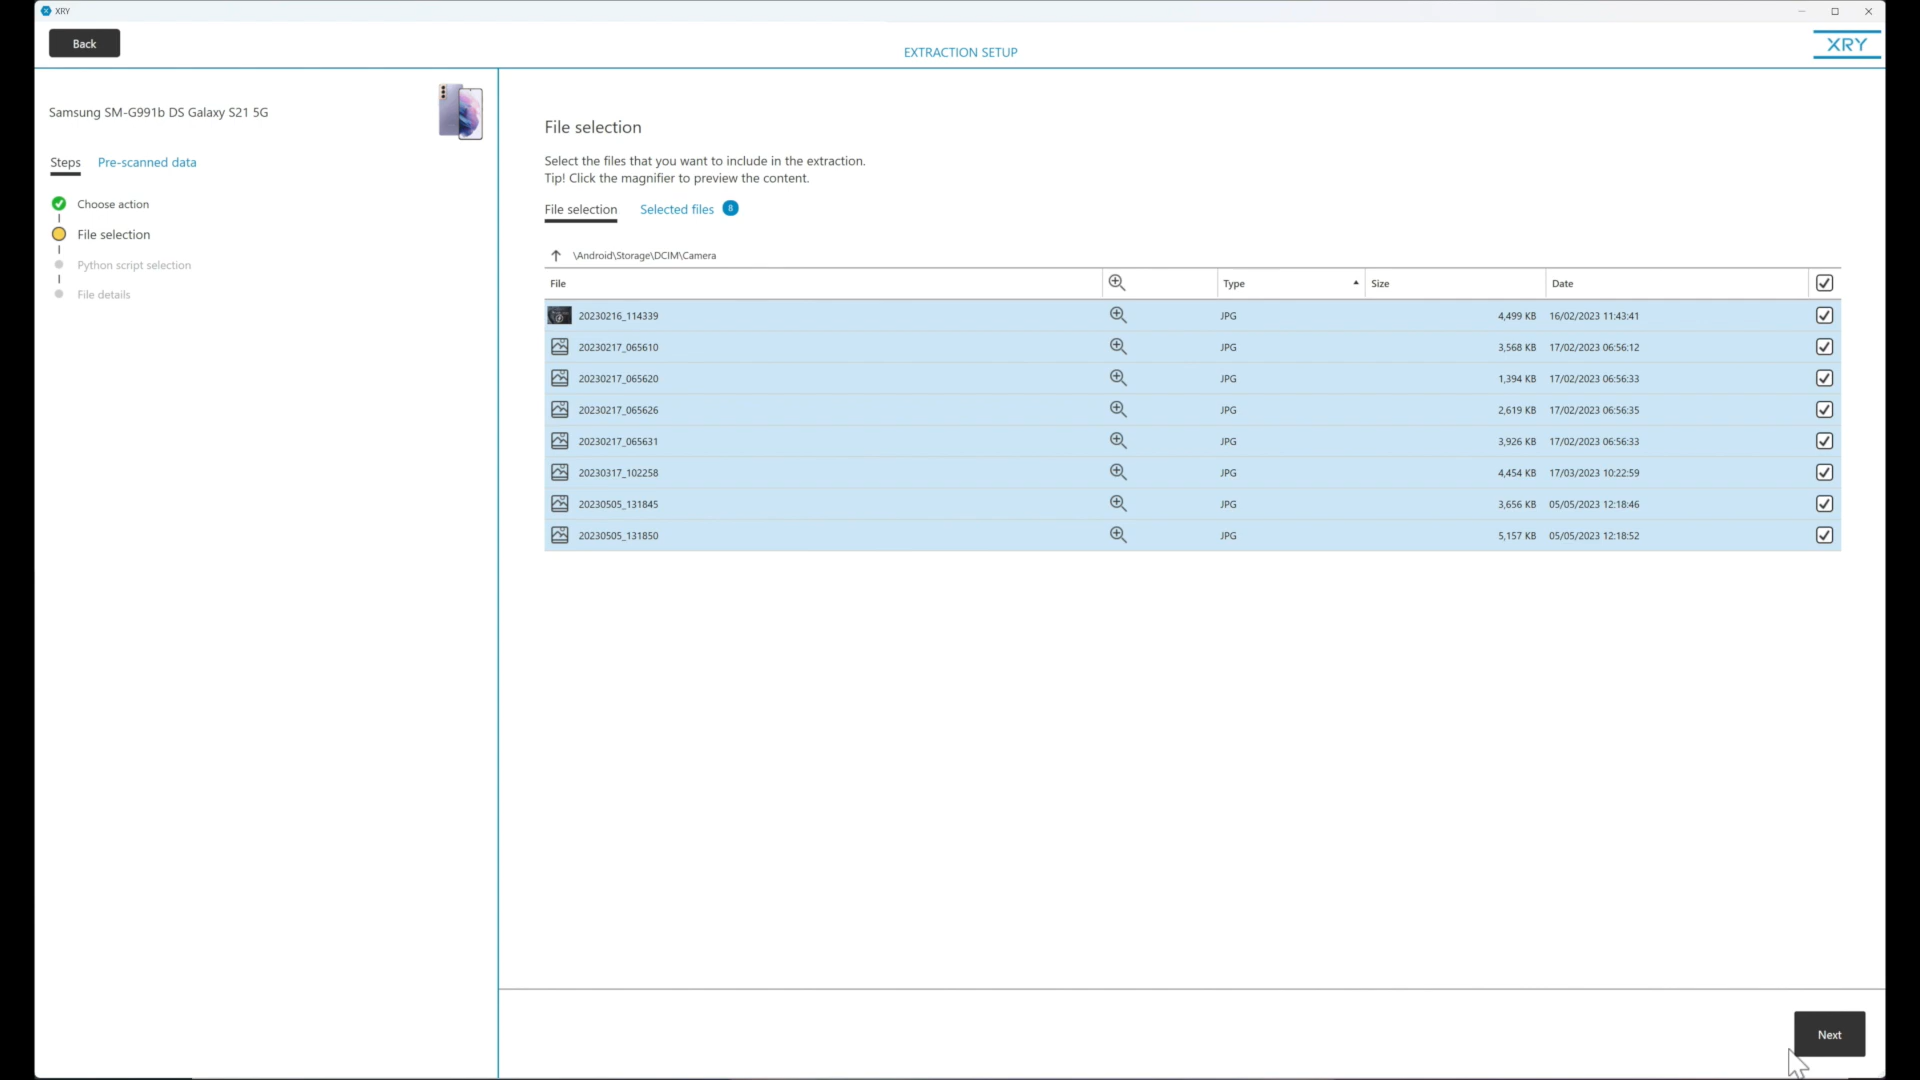 XRY
Back
EXTRACTION SETUP
XRY
Samsung SM-G991b DS Galaxy S21 5G
Steps Pre-scanned data
Choose action
File selection
Python script selection
File details
File selection
Select the files that you want to include in the extraction.
Tip! Click the magnifier to preview the content.
File selection Selected files 8
\Android\Storage\DCIM\Camera
File Type Size Date
20230216_114339 JPG 4,499 KB 16/02/2023 11:43:41
20230217_065610 JPG 3,568 KB 17/02/2023 06:56:12
20230217_065620 JPG 1,394 KB 17/02/2023 06:56:33
20230217_065626 JPG 2,619 KB 17/02/2023 06:56:35
20230217_065631 JPG 3,926 KB 17/02/2023 06:56:33
20230317_102258 JPG 4,454 KB 17/03/2023 10:22:59
20230505_131845 JPG 3,656 KB 05/05/2023 12:18:46
20230505_131850 JPG 5,157 KB 05/05/2023 12:18:52
Next